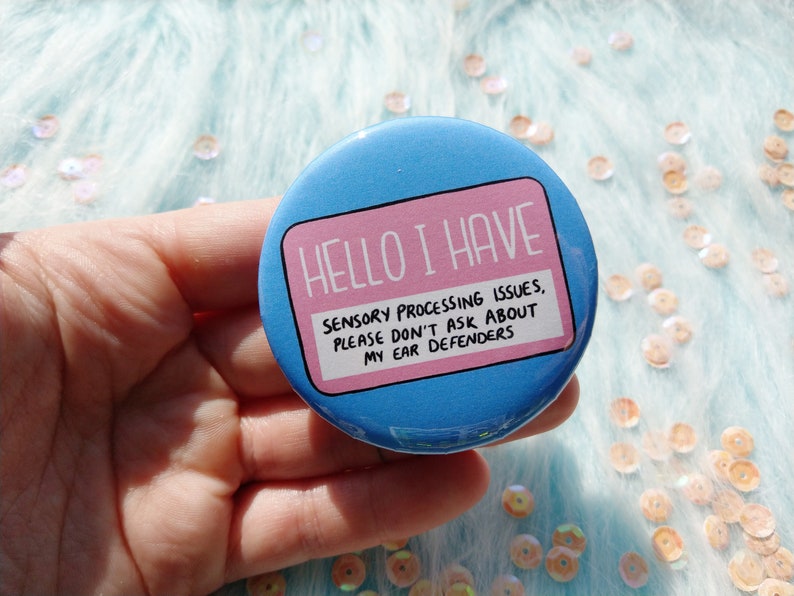 HELLO I HAVE
SENSORY PROCESSING ISSUES,
PLEASE DON'T ASK ABOUT
MY EAR DEFENDERS